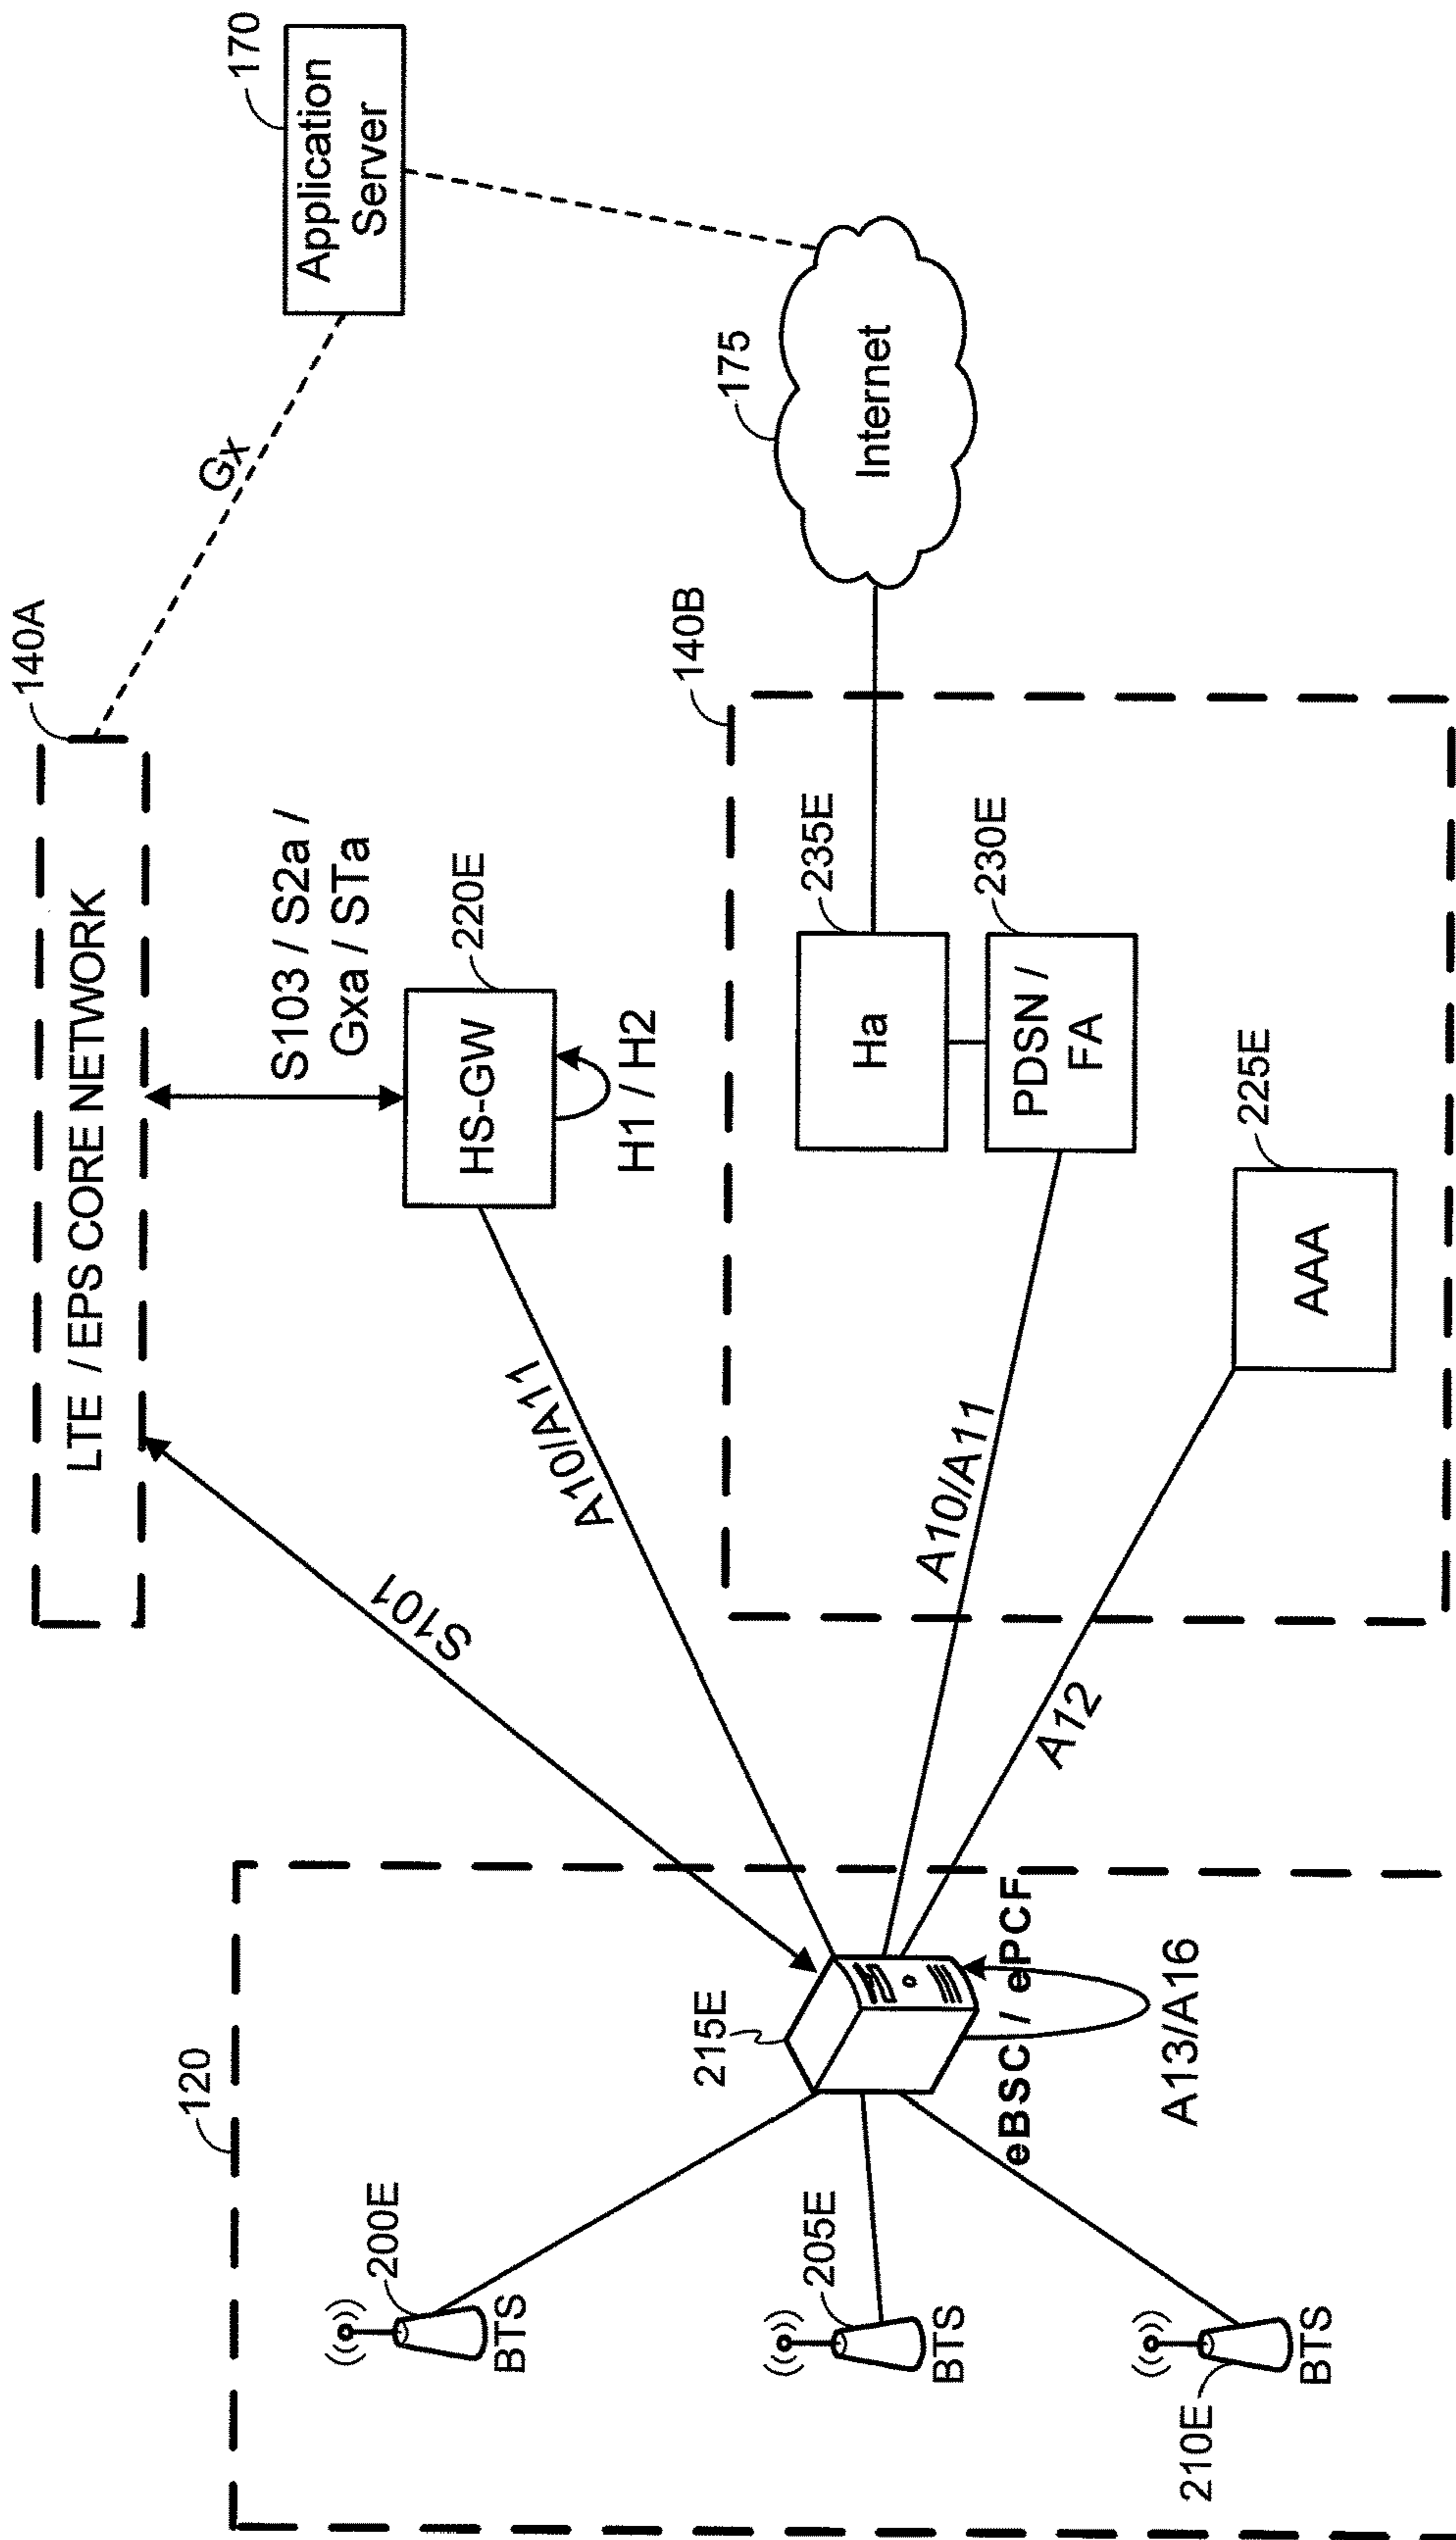 120
200E
BTS
205E
BTS
210E
BTS
215E
eBSC / ePCF
A13/A16
S101
A10/A11
A10/A11
A12
LTE / EPS CORE NETWORK
140A
S103 / S2a /
Gxa / STa
HS-GW
220E
H1 / H2
140B
Ha
235E
PDSN /
FA
230E
AAA
225E
Gx
Application
Server
170
Internet
175